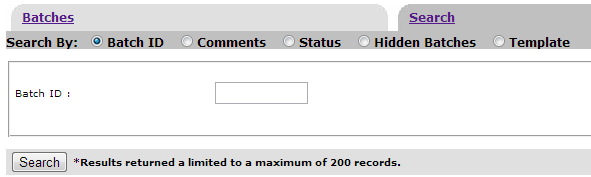 Batches Search
Search By: Batch ID Comments Status Hidden Batches Template
Batch ID :
Search *Results returned a limited to a maximum of 200 records.